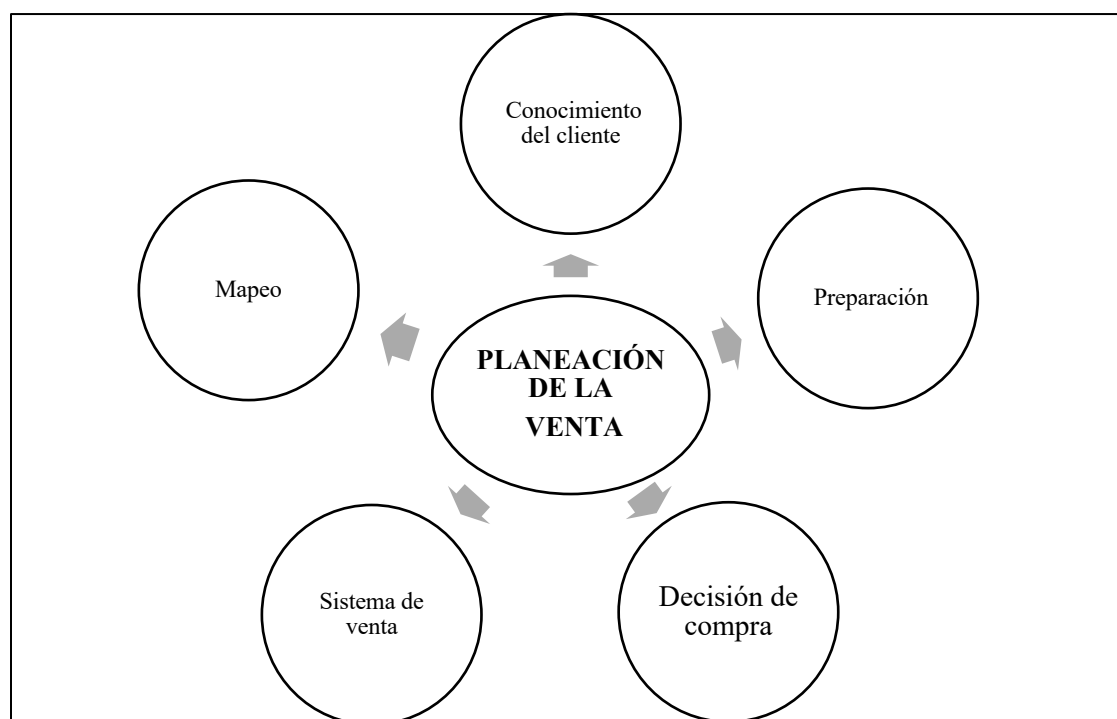 Conocimiento
del cliente
Mapeo
Preparación
PLANEACIÓN
DE LA
VENTA
Sistema de
venta
Decisión de
compra